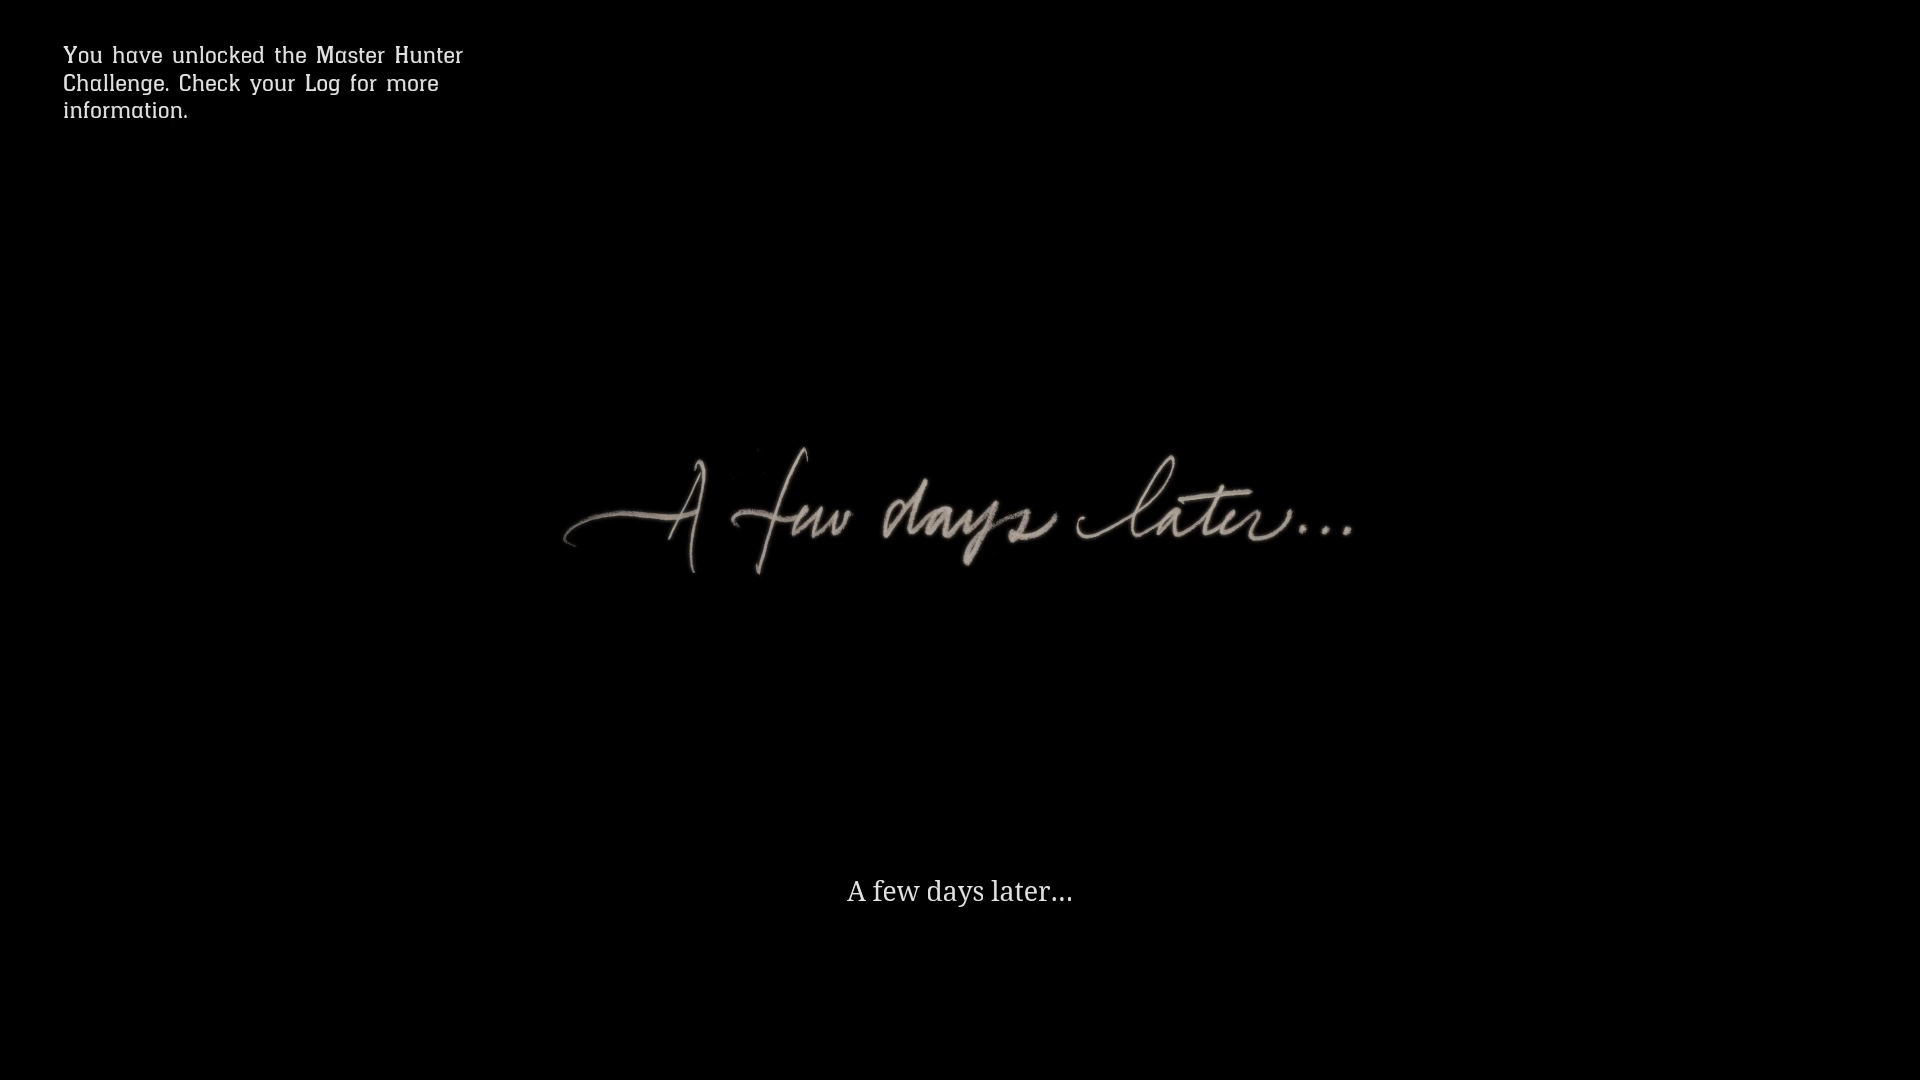 You have unlocked the Master Hunter
Challenge. Check your Log for more
information.
A few days later...
A few days later...